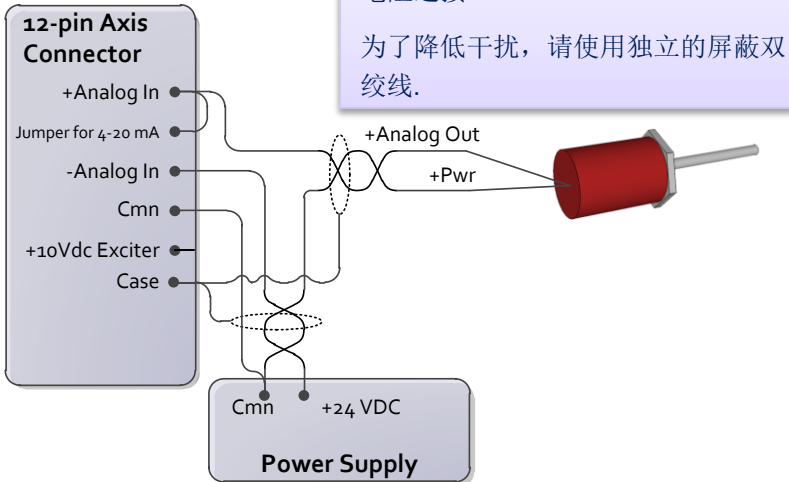 12-pin Axis
Connector
+Analog In
Jumper for 4-20 mA
-Analog In
Cmn
+10Vdc Exciter
Case
为了降低干扰，请使用独立的屏蔽双
绞线.
+Analog Out
+Pwr
Cmn
+24 VDC
Power Supply